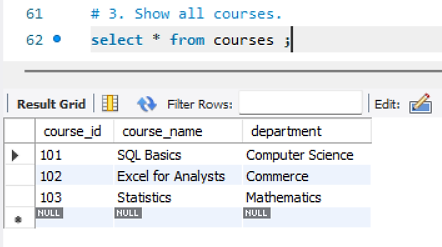 61 # 3. Show all courses.
62 select * from courses ;
Result Grid Filter Rows: Edit:
course_id course_name department
101 SQL Basics Computer Science
102 Excel for Analysts Commerce
103 Statistics Mathematics
NULL NULL NULL